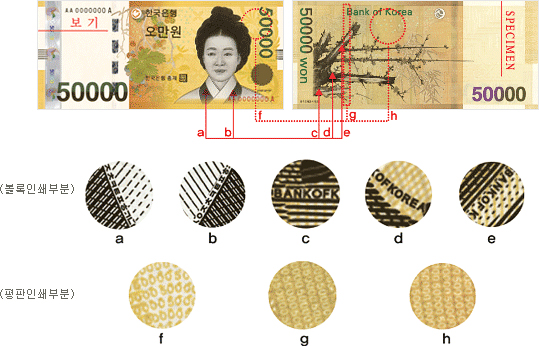 AA 0000000 A
보기
50000
한국은행
오만원
한국은행 총재
AA 0000000 A
50000
50000 won
Bank of Korea
SPECIMEN
50000
a b c d e
f g h
(볼록인쇄부분)
BANKOFK
OFKOREA
a b c d e
(평판인쇄부분)
f g h